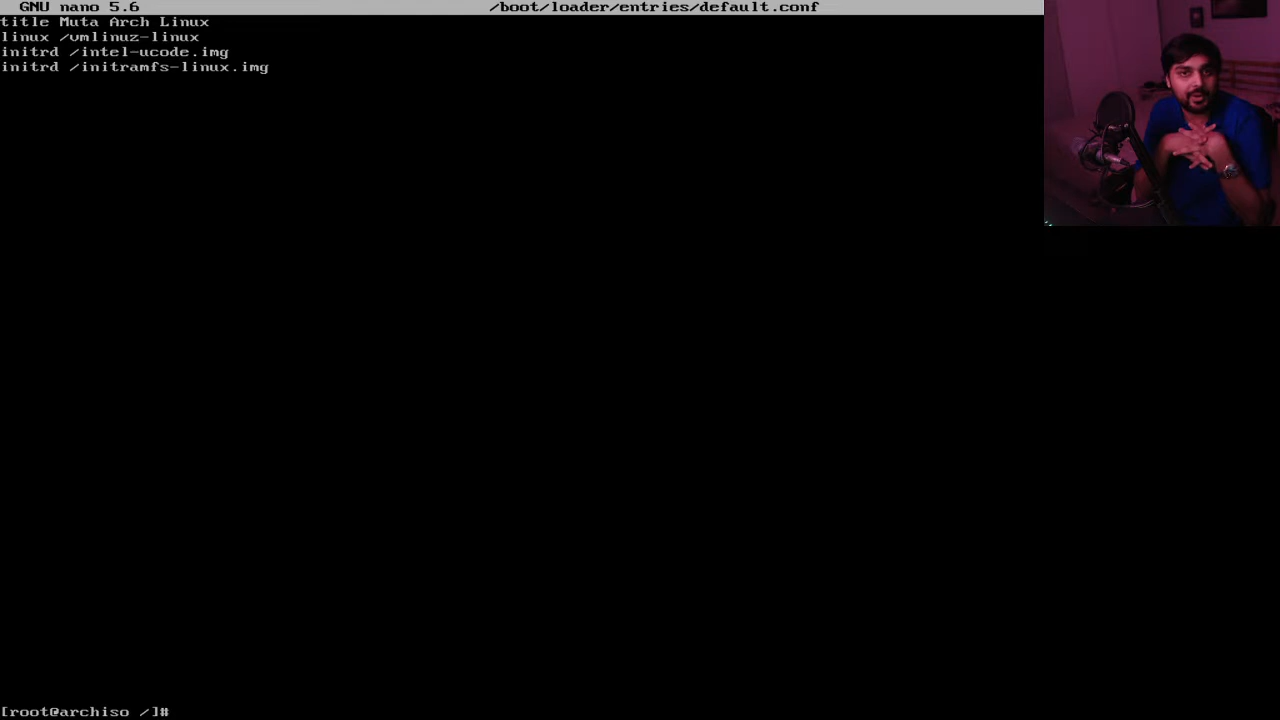 GNU nano 5.6 /boot/loader/entries/default.conf
title Muta Arch Linux
linux /vmlinuz-linux
initrd /intel-ucode.img
initrd /initramfs-linux.img
[root@archiso /]#